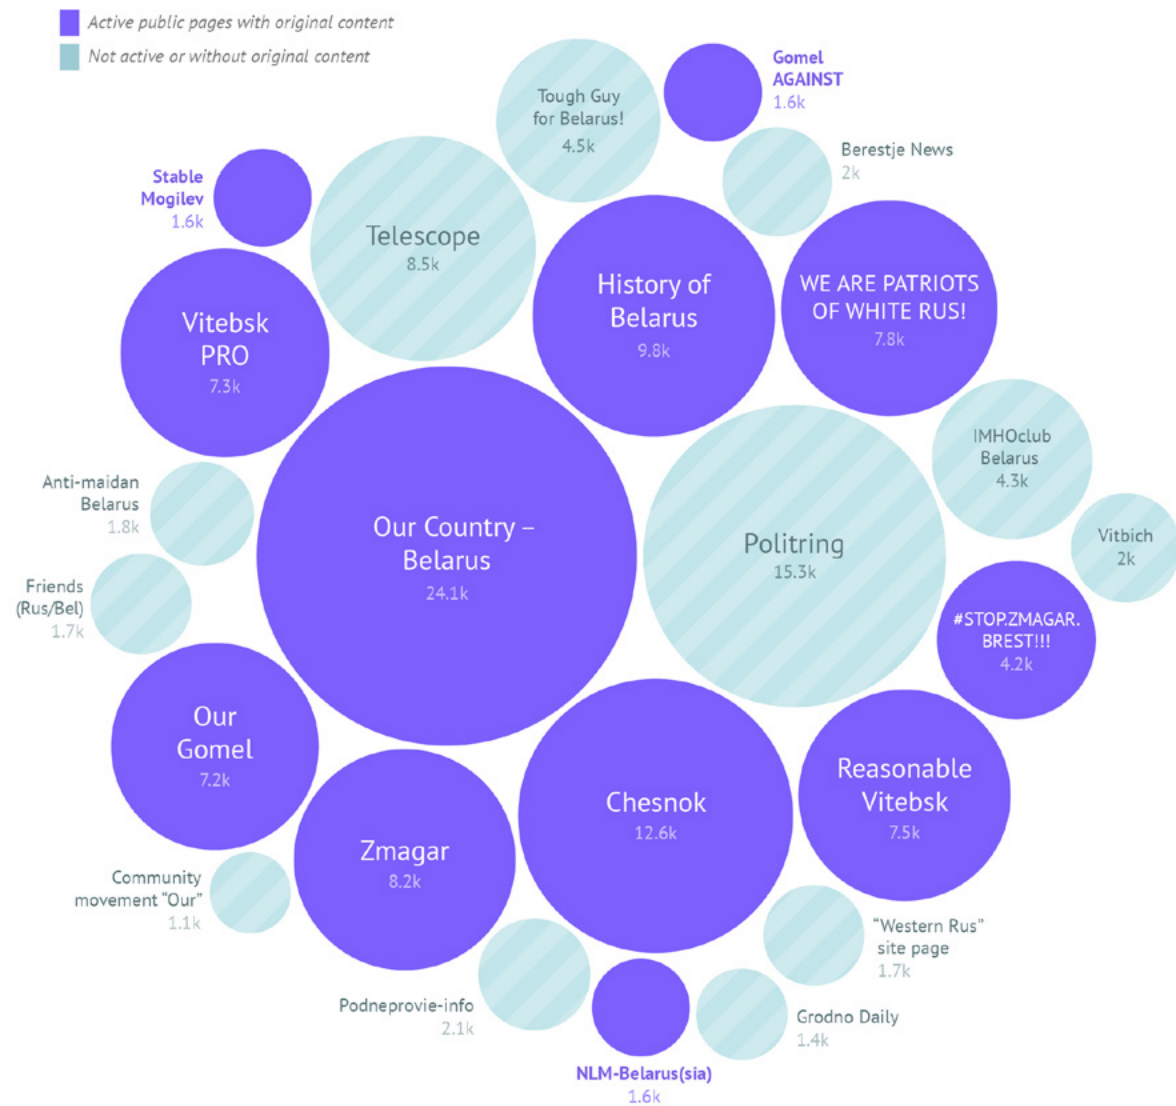 Active public pages with original content
Not active or without original content
Tough Guy
for Belarus!
4.5k
Gomel
AGAINST
1.6k
Berestje News
2k
Stable
Mogilev
1.6k
Telescope
8.5k
History of
Belarus
9.8k
WE ARE PATRIOTS
OF WHITE RUS!
7.8k
Vitebsk
PRO
7.3k
IMHOclub
Belarus
4.3k
Anti-maidan
Belarus
1.8k
Our Country –
Belarus
24.1k
Politring
15.3k
Vitbich
2k
Friends
(Rus/Bel)
1.7k
#STOP.ZMAGAR.
BREST!!!
4.2k
Our
Gomel
7.2k
Zmagar
8.2k
Chesnok
12.6k
Reasonable
Vitebsk
7.5k
Community
movement “Our”
1.1k
“Western Rus”
site page
1.7k
Podneprovie-info
2.1k
Grodno Daily
1.4k
NLM-Belarus(sia)
1.6k